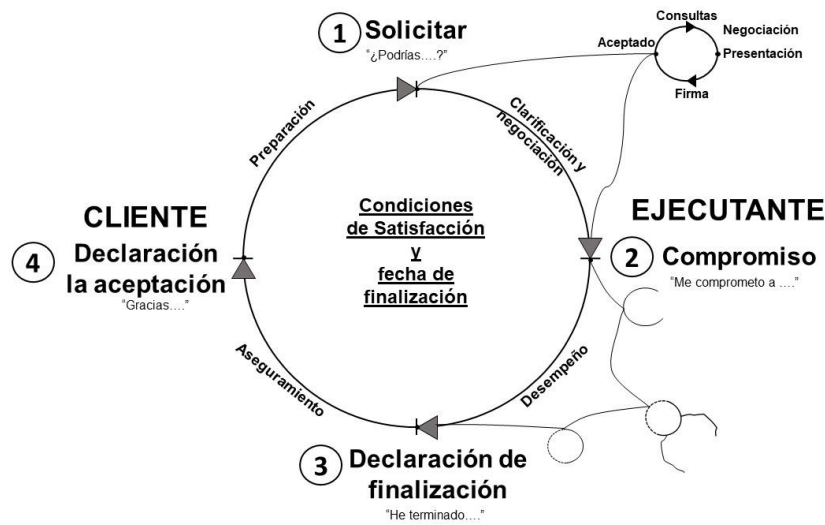 1 Solicitar
“¿Podrías....?”
Consultas
Negociación
Aceptado
Presentación
Firma
Preparación
Clarificación y
negociación
CLIENTE
4 Declaración
la aceptación
“Gracias....”
Condiciones
de Satisfacción
y
fecha de
finalización
EJECUTANTE
2 Compromiso
“Me comprometo a ....”
Aseguramiento
Desempeño
3 Declaración de
finalización
“He terminado....”